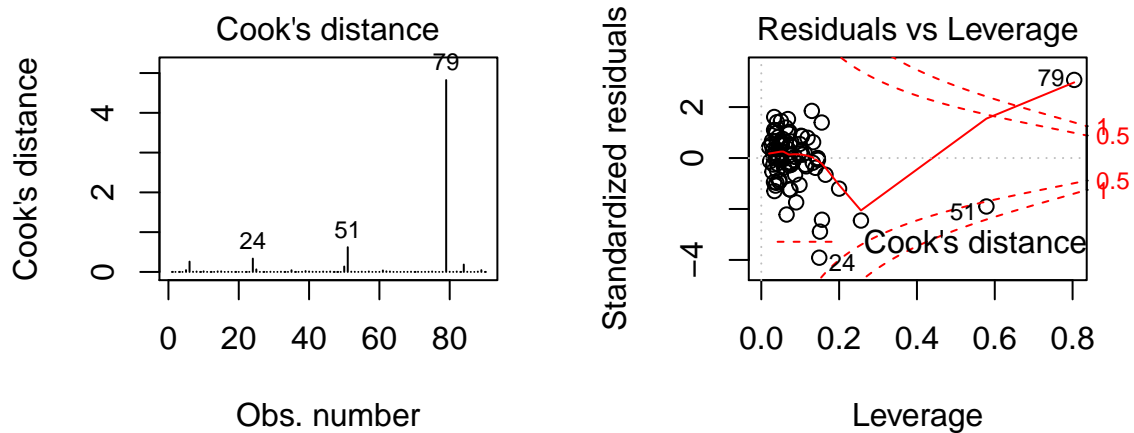 Cook's distance
Cook's distance
0 2 4
24
51
79
0 20 40 60 80
Obs. number
Residuals vs Leverage
Standardized residuals
−4 0 2
79
51
24
Cook's distance
1
0.5
0.5
1
0.0 0.2 0.4 0.6 0.8
Leverage